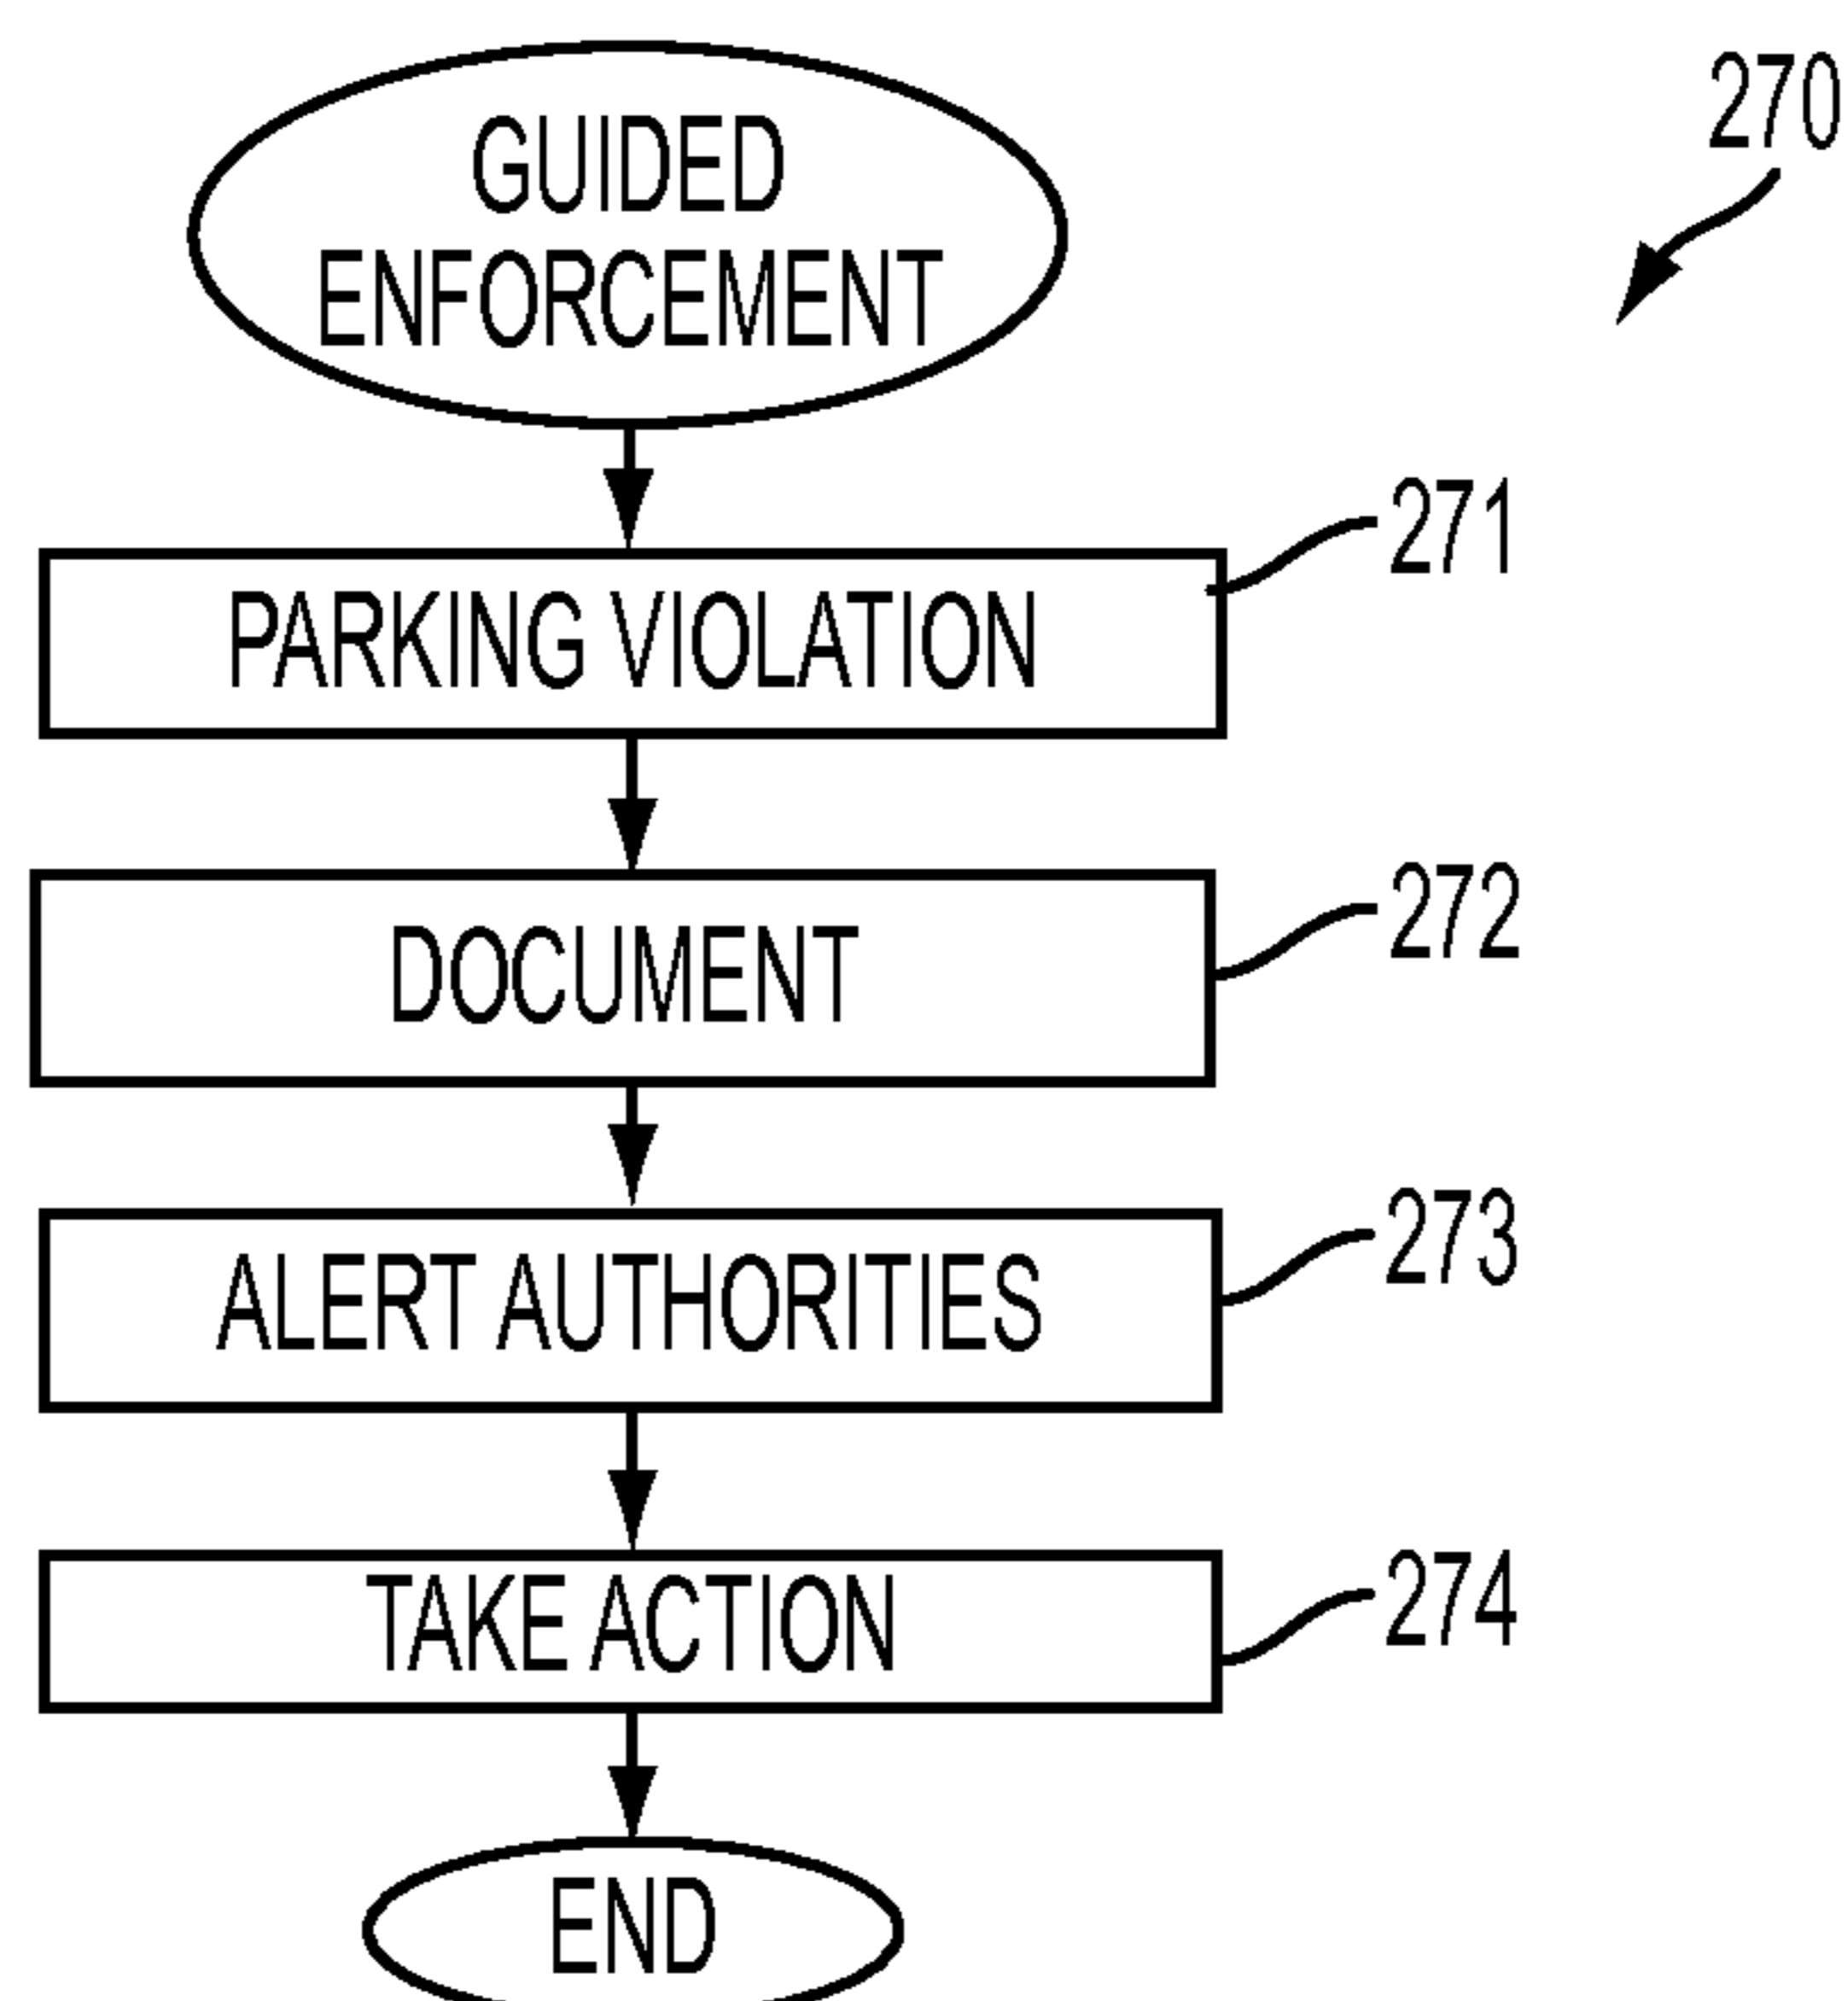 GUIDED
ENFORCEMENT
270
271
PARKING VIOLATION
272
DOCUMENT
273
ALERT AUTHORITIES
274
TAKE ACTION
END